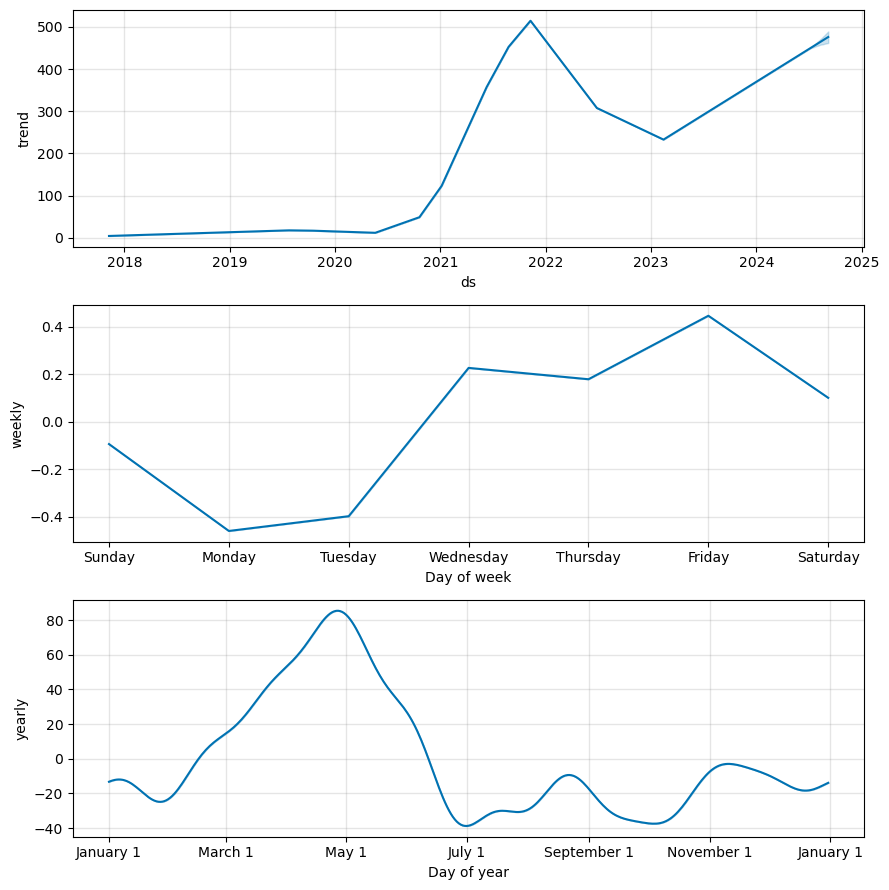 500
400
300
200
100
0
trend
2018 2019 2020 2021 2022 2023 2024 2025
ds
0.4
0.2
0.0
−0.2
−0.4
weekly
Sunday Monday Tuesday Wednesday Thursday Friday Saturday
Day of week
80
60
40
20
0
−20
−40
yearly
January 1 March 1 May 1 July 1 September 1 November 1 January 1
Day of year